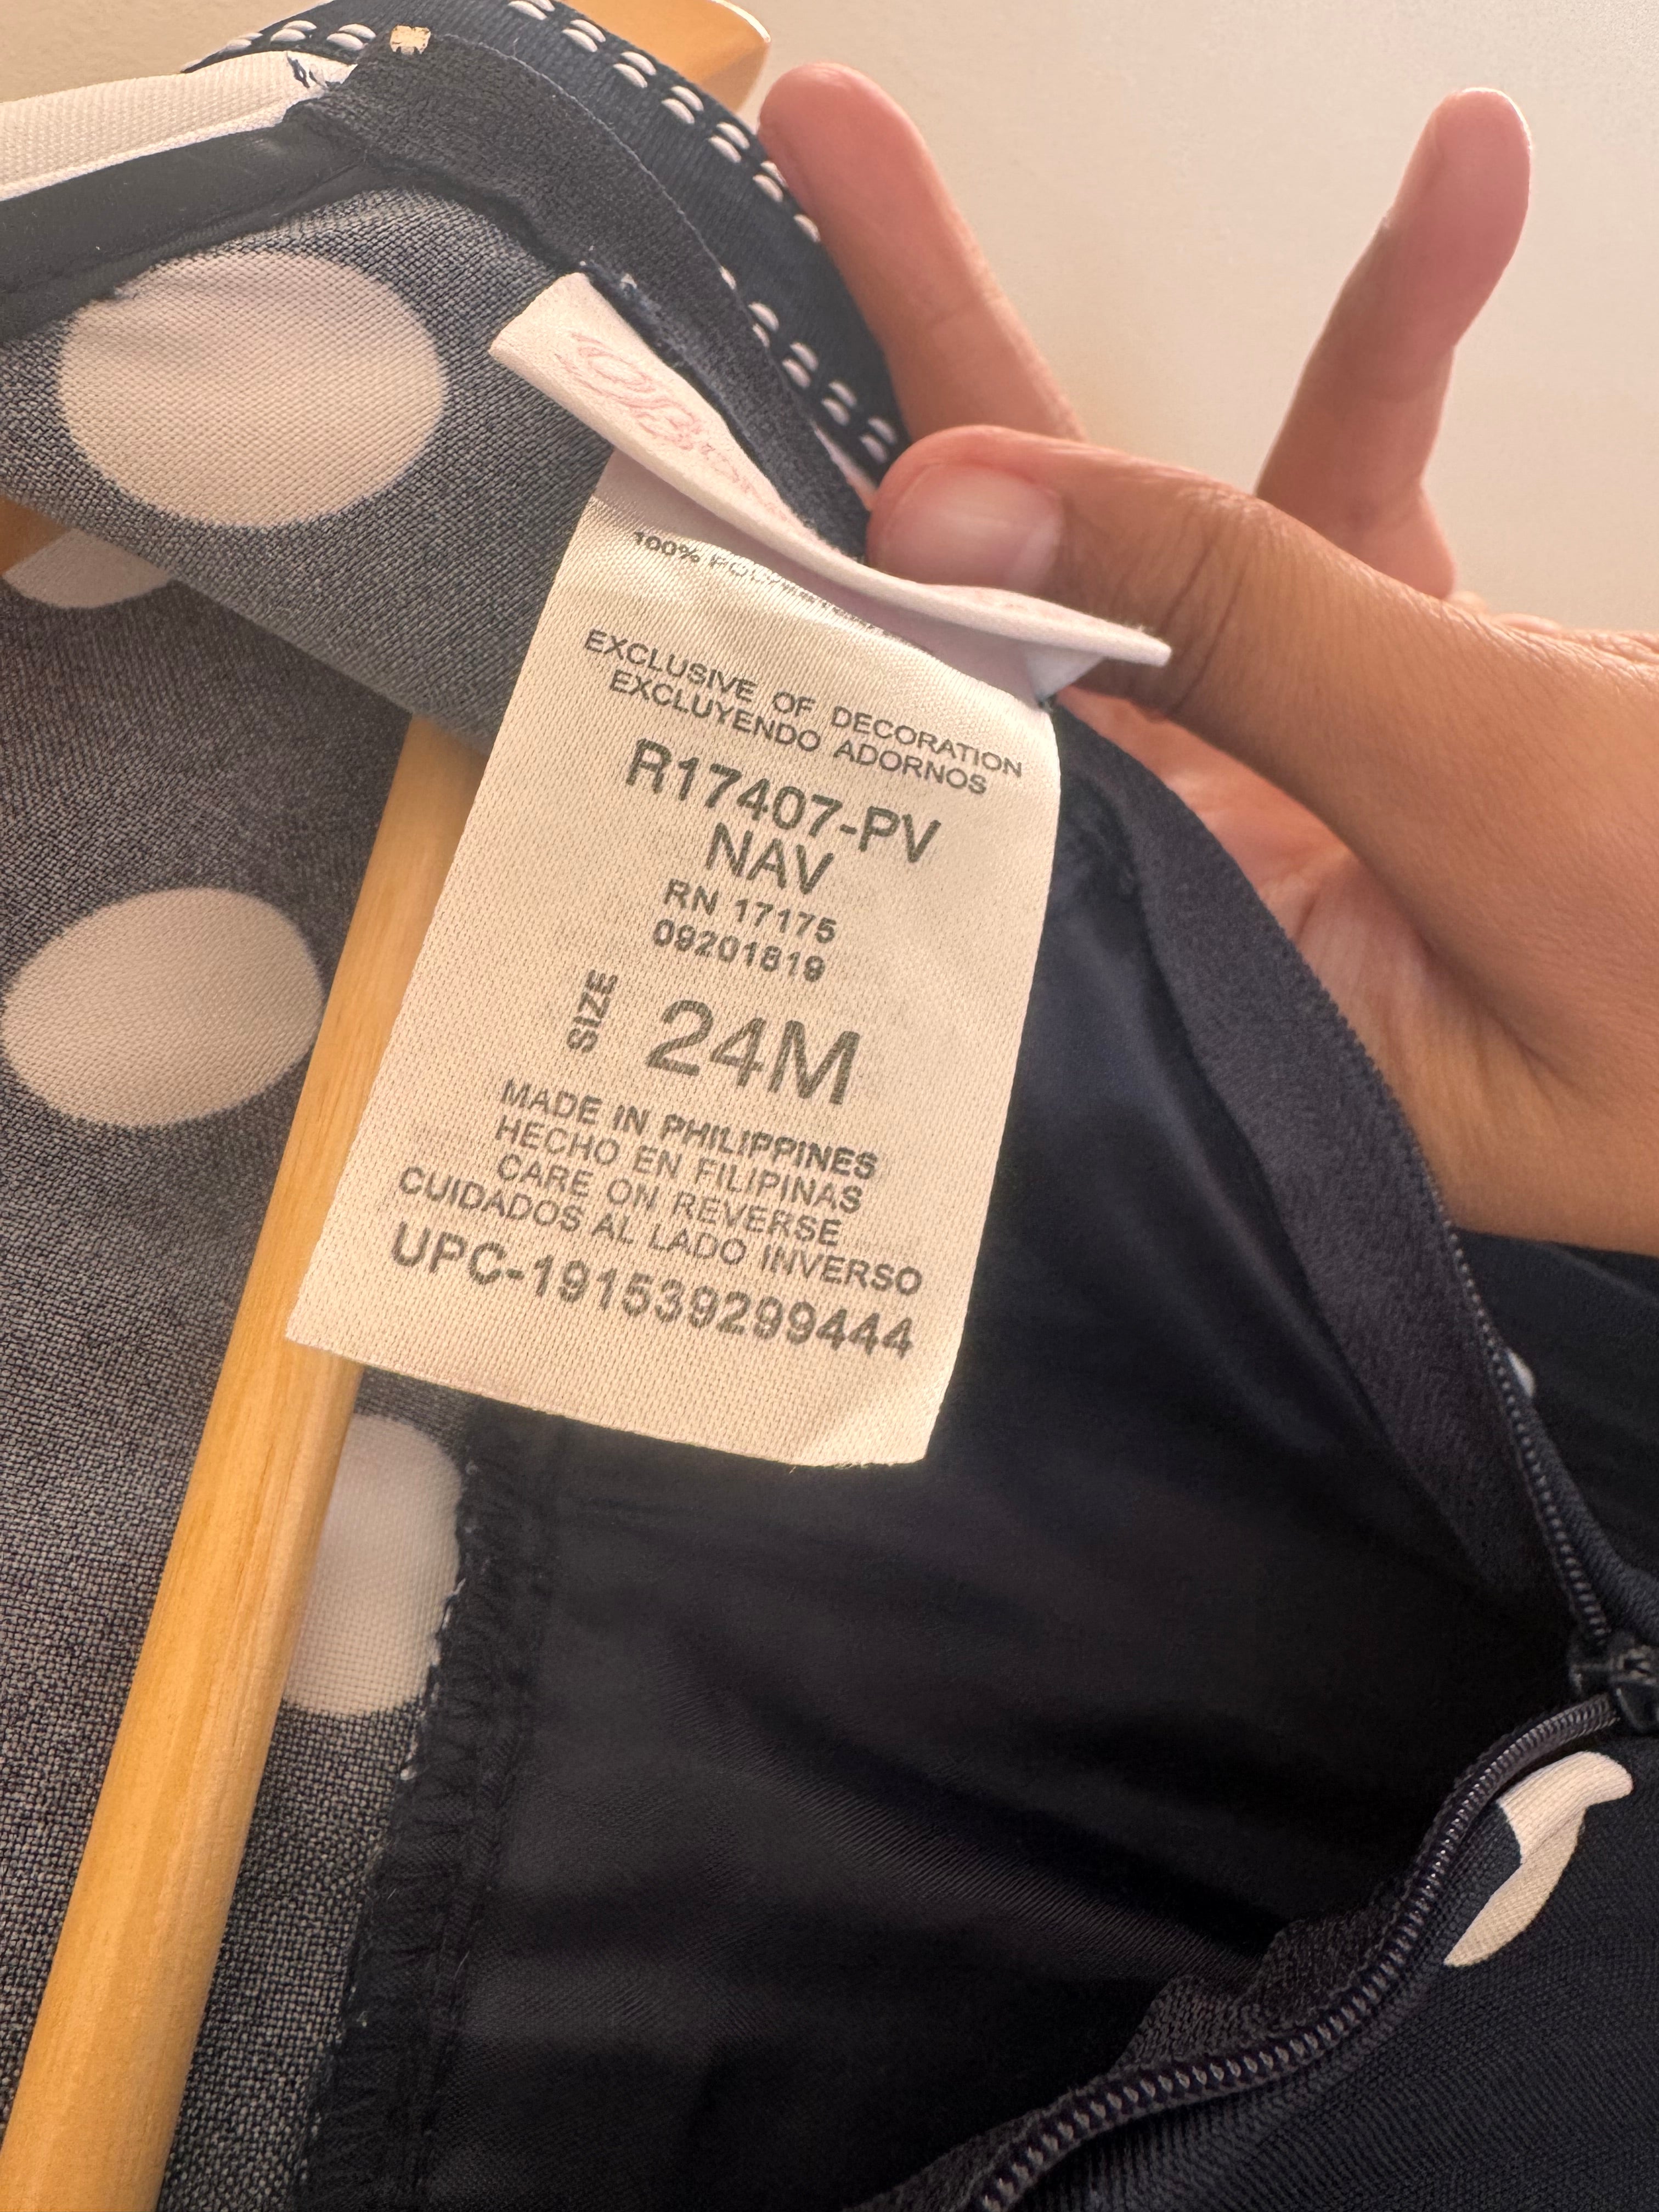 100%
EXCLUSIVE OF DECORATION
EXCLUYENDO ADORNOS
R17407-PV
NAV
RN 17175
09201819
SIZE 24M
MADE IN PHILIPPINES
HECHO EN FILIPINAS
CARE ON REVERSE
CUIDADOS AL LADO INVERSO
UPC-191539299444